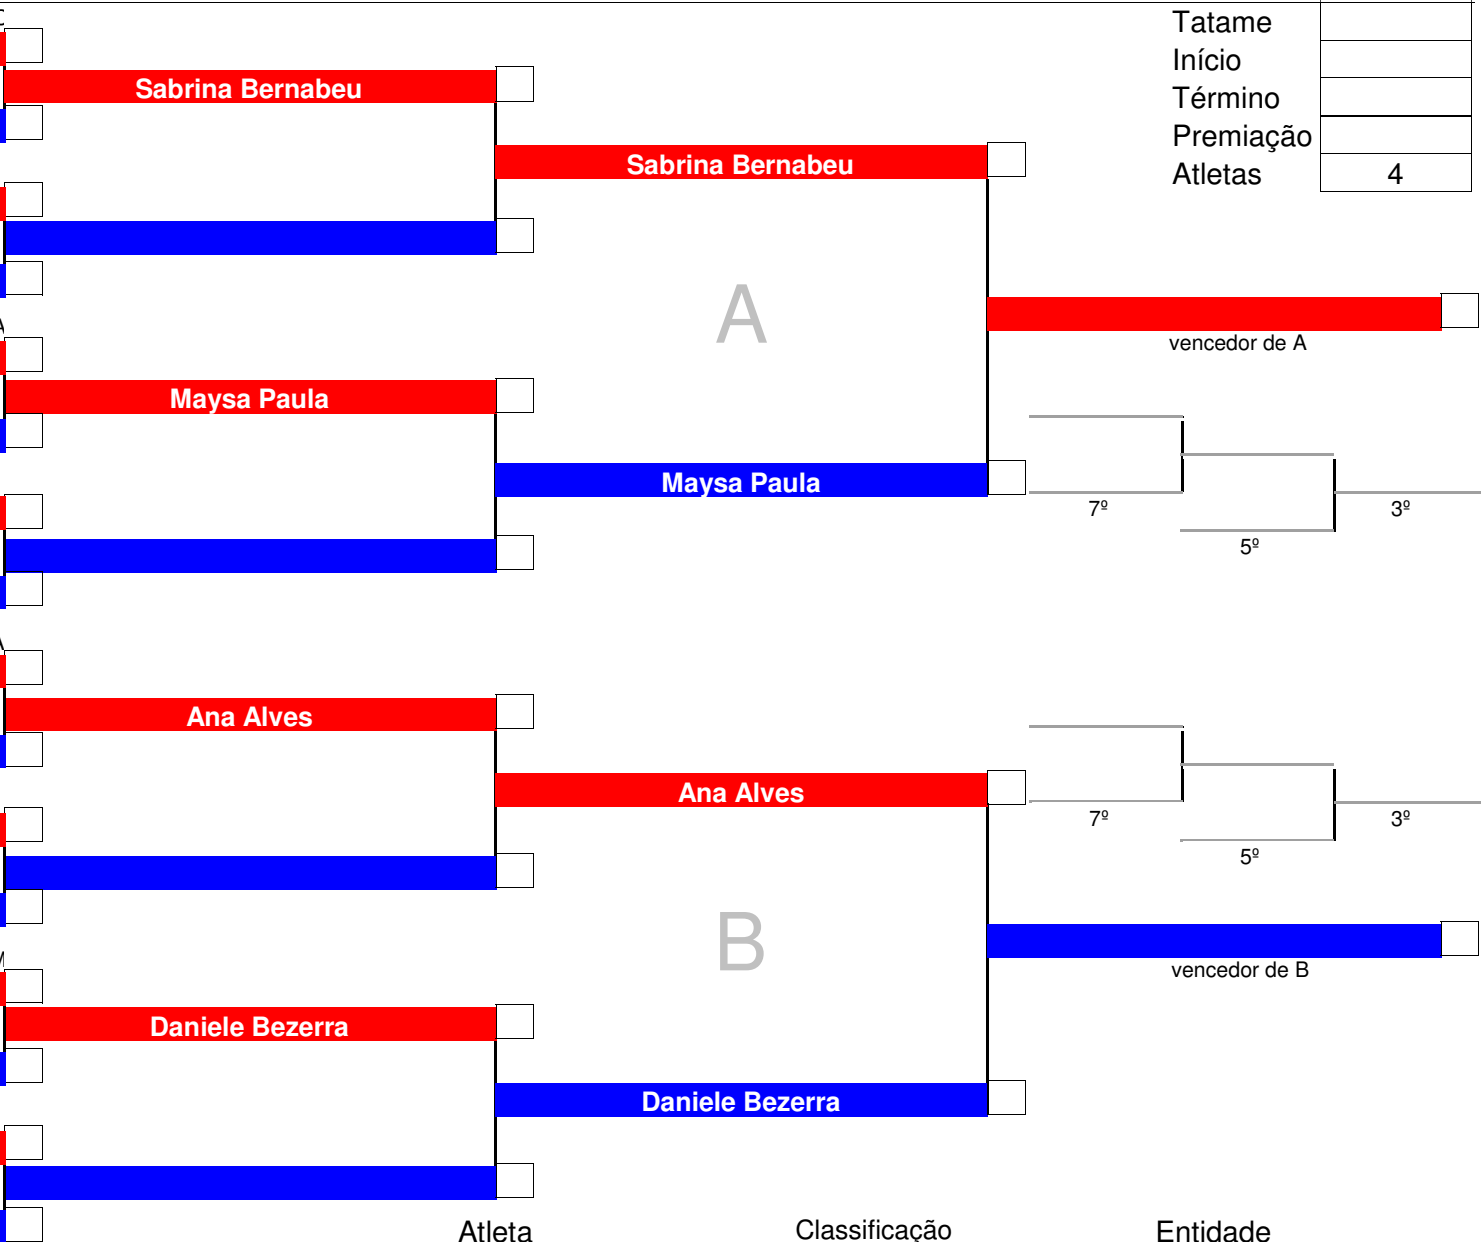 Tatame
Início
Término
Premiação
Atletas 4
Sabrina Bernabeu
Sabrina Bernabeu
A
vencedor de A
Maysa Paula
Maysa Paula
7º
3º
5º
Ana Alves
Ana Alves
7º
3º
5º
B
vencedor de B
Daniele Bezerra
Daniele Bezerra
Atleta Classificação Entidade